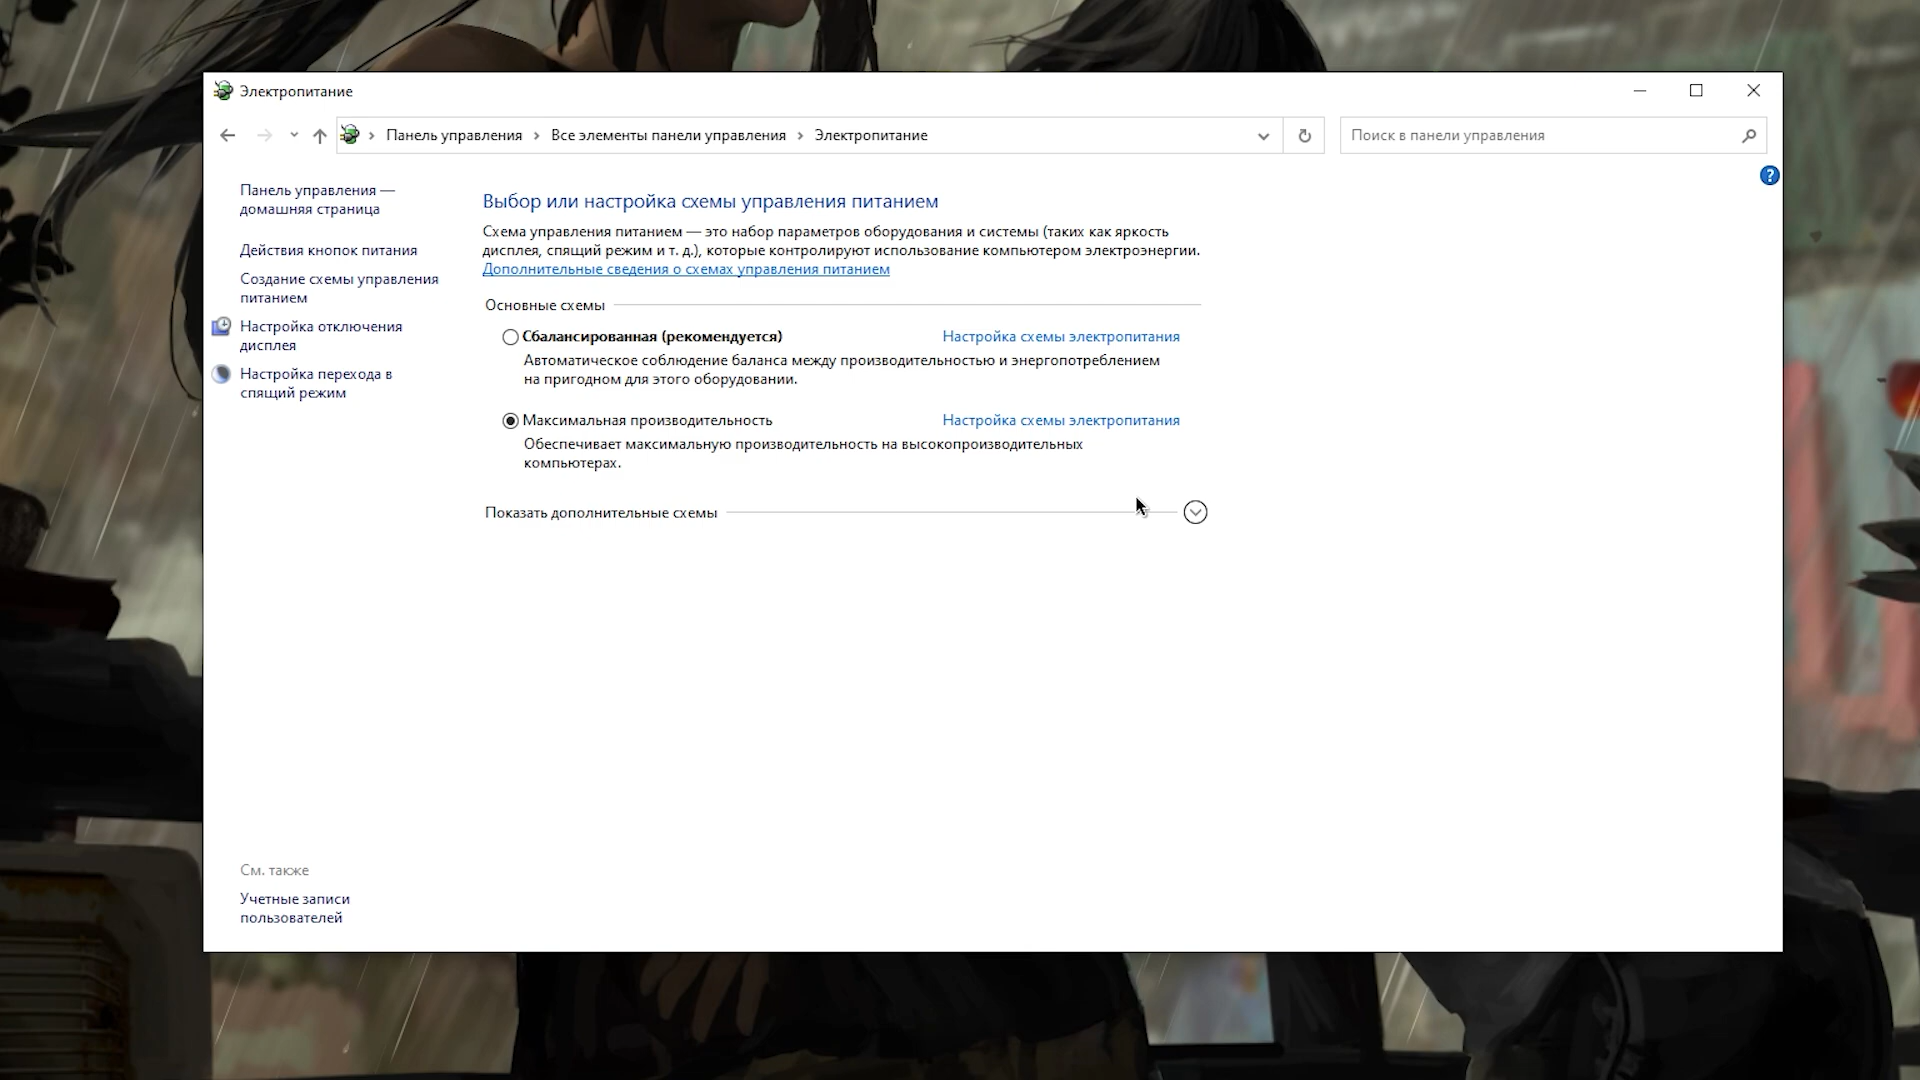 Электропитание
Панель управления
Все элементы панели управления
Электропитание
Поиск в панели управления
Панель управления —
домашняя страница
Действия кнопок питания
Создание схемы управления
питанием
Настройка отключения
дисплея
Настройка перехода в
спящий режим
Выбор или настройка схемы управления питанием
Схема управления питанием — это набор параметров оборудования и системы (таких как яркость
дисплея, спящий режим и т. д.), которые контролируют использование компьютером электроэнергии.
Дополнительные сведения о схемах управления питанием
Основные схемы
Сбалансированная (рекомендуется)
Настройка схемы электропитания
Автоматическое соблюдение баланса между производительностью и энергопотреблением
на пригодном для этого оборудовании.
Максимальная производительность
Настройка схемы электропитания
Обеспечивает максимальную производительность на высокопроизводительных
компьютерах.
Показать дополнительные схемы
См. также
Учетные записи
пользователей